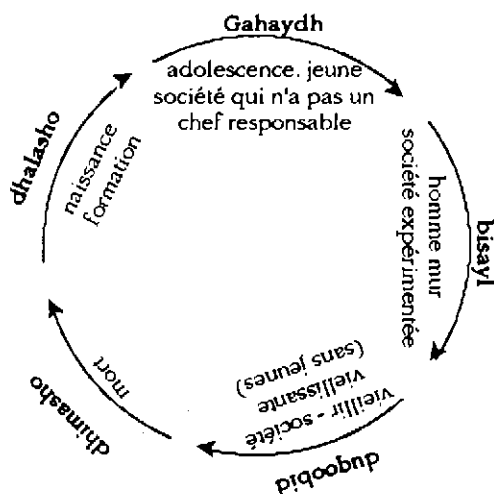 Gahaydh
adolescence. jeune
société qui n'a pas un
chef responsable
bisayl
homme mur
société expérimentée
duqoobid
vieillir - société
viellissante
(sans jeunes)
dhimasho
mort
dhalasho
naissance
formation